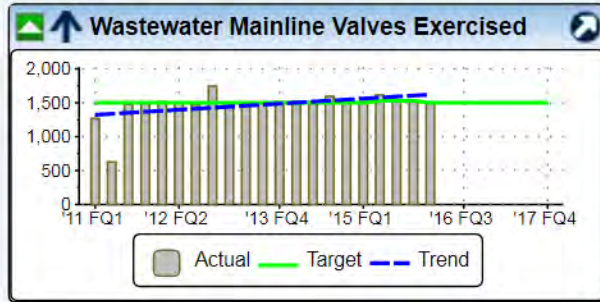 Wastewater Mainline Valves Exercised
2,000
1,500
1,000
500
0
'11 FQ1 '12 FQ2 '13 FQ4 '15 FQ1 '16 FQ3 '17 FQ4
Actual Target Trend